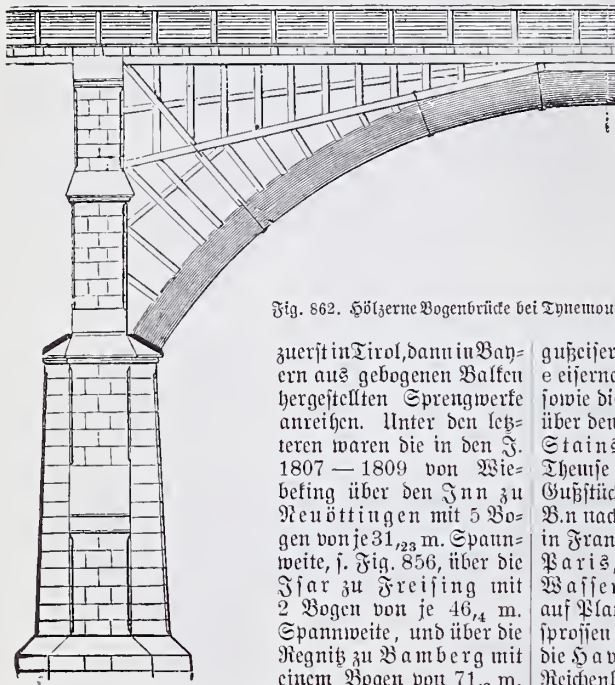 Fig. 862. Hölzerne Bogenbrücke bei Tynemou
zuerst in Tirol, dann in Bay-
ern aus gebogenen Balken
hergestellten Sprengwerke
anreihen. Unter den letz-
teren waren die in den J.
1807 — 1809 von Wie-
beking über den Inn zu
Neuöttingen mit 5 Bo-
gen von je 31,23 m. Spann-
weite, s. Fig. 856, über die
Isar zu Freising mit
2 Bogen von je 46,4 m.
Spannweite, und über die
Regnitz zu Bamberg mit
einem Bogen von m.
gußeiser
e eiserne
sowie di
über den
Stains
Themse
Gußstüc
B.n nach
in Fran
Paris,
Wasser
auf Pla
sprossen
die Hav
Reichen